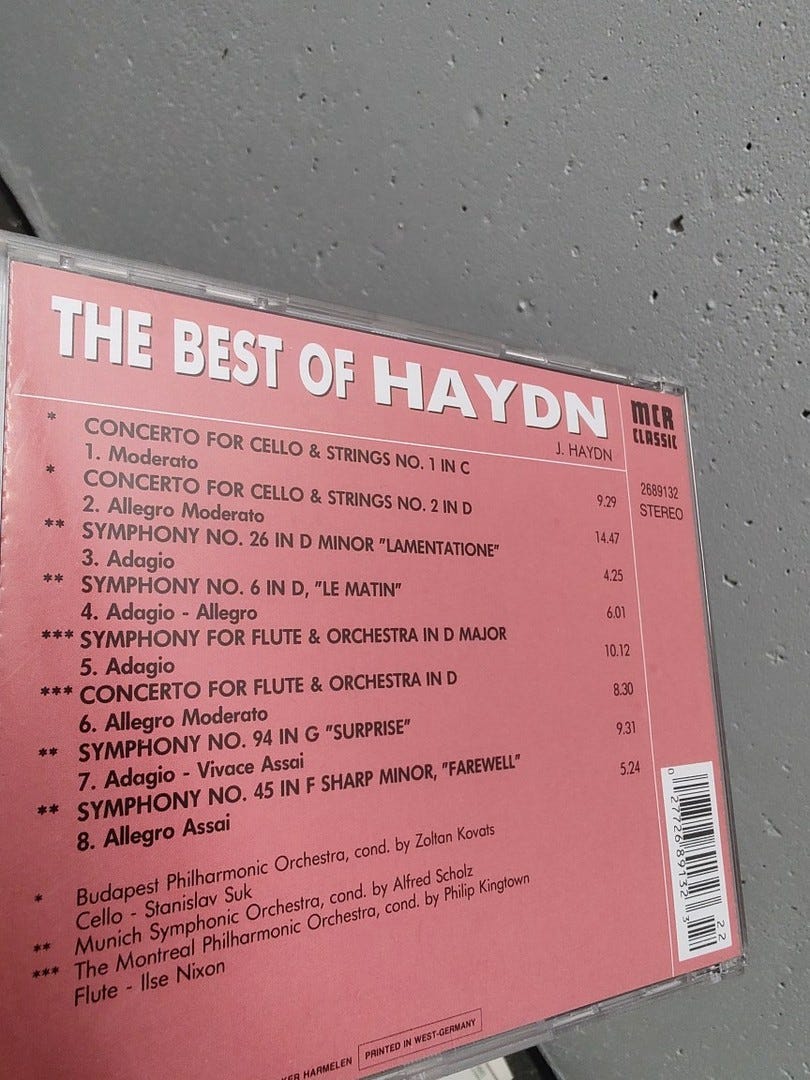 THE BEST OF HAYDN
J. HAYDN
* CONCERTO FOR CELLO & STRINGS NO. 1 IN C
1. Moderato 9.29
* CONCERTO FOR CELLO & STRINGS NO. 2 IN D
2. Allegro Moderato 14.47
** SYMPHONY NO. 26 IN D MINOR "LAMENTATIONE"
3. Adagio 4.25
** SYMPHONY NO. 6 IN D, "LE MATIN"
4. Adagio - Allegro 6.01
*** SYMPHONY FOR FLUTE & ORCHESTRA IN D MAJOR
5. Adagio 10.12
*** CONCERTO FOR FLUTE & ORCHESTRA IN D
6. Allegro Moderato 8.30
** SYMPHONY NO. 94 IN G "SURPRISE"
7. Adagio - Vivace Assai 9.31
** SYMPHONY NO. 45 IN F SHARP MINOR, "FAREWELL"
8. Allegro Assai 5.24
* Budapest Philharmonic Orchestra, cond. by Zoltan Kovats
Cello - Stanislav Suk
** Munich Symphonic Orchestra, cond. by Alfred Scholz
*** The Montreal Philharmonic Orchestra, cond. by Philip Kingtown
Flute - Ilse Nixon
HARMELEN
PRINTED IN WEST-GERMANY
MCR
CLASSIC
2689132
STEREO
0 27726 89132 3
22